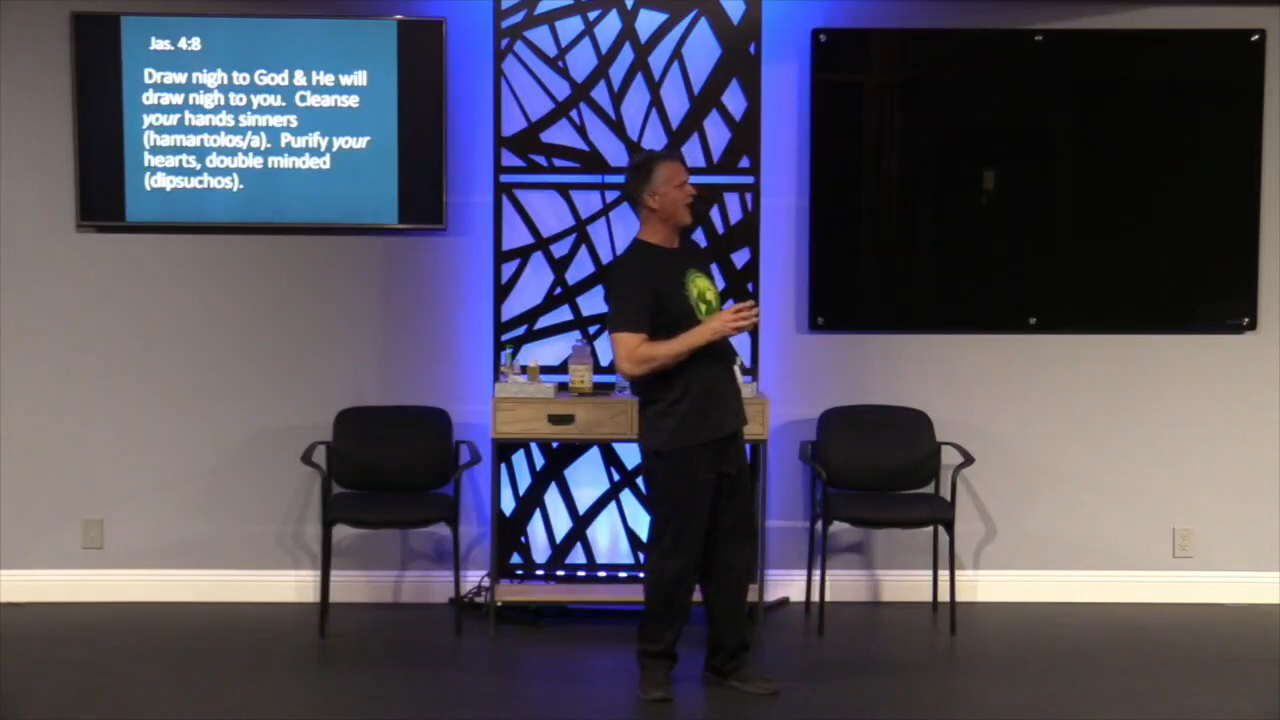 Jas. 4:8
Draw nigh to God & He will
draw nigh to you.  Cleanse
your hands sinners
(hamartolos/a).  Purify your
hearts, double minded
(dipsuchos).